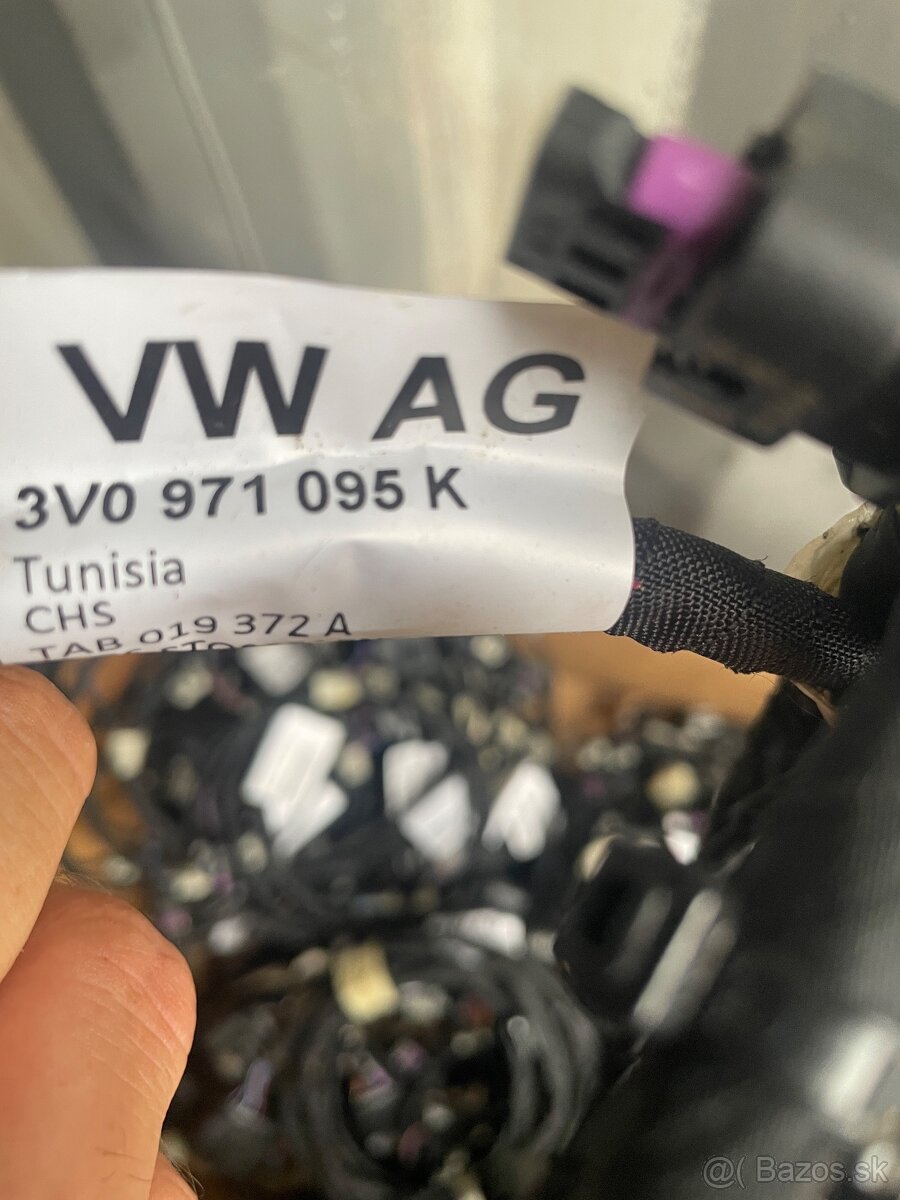 VW AG
3V0 971 095 K
Tunisia
CHS
TAB 019 372 A
@( Bazos.sk